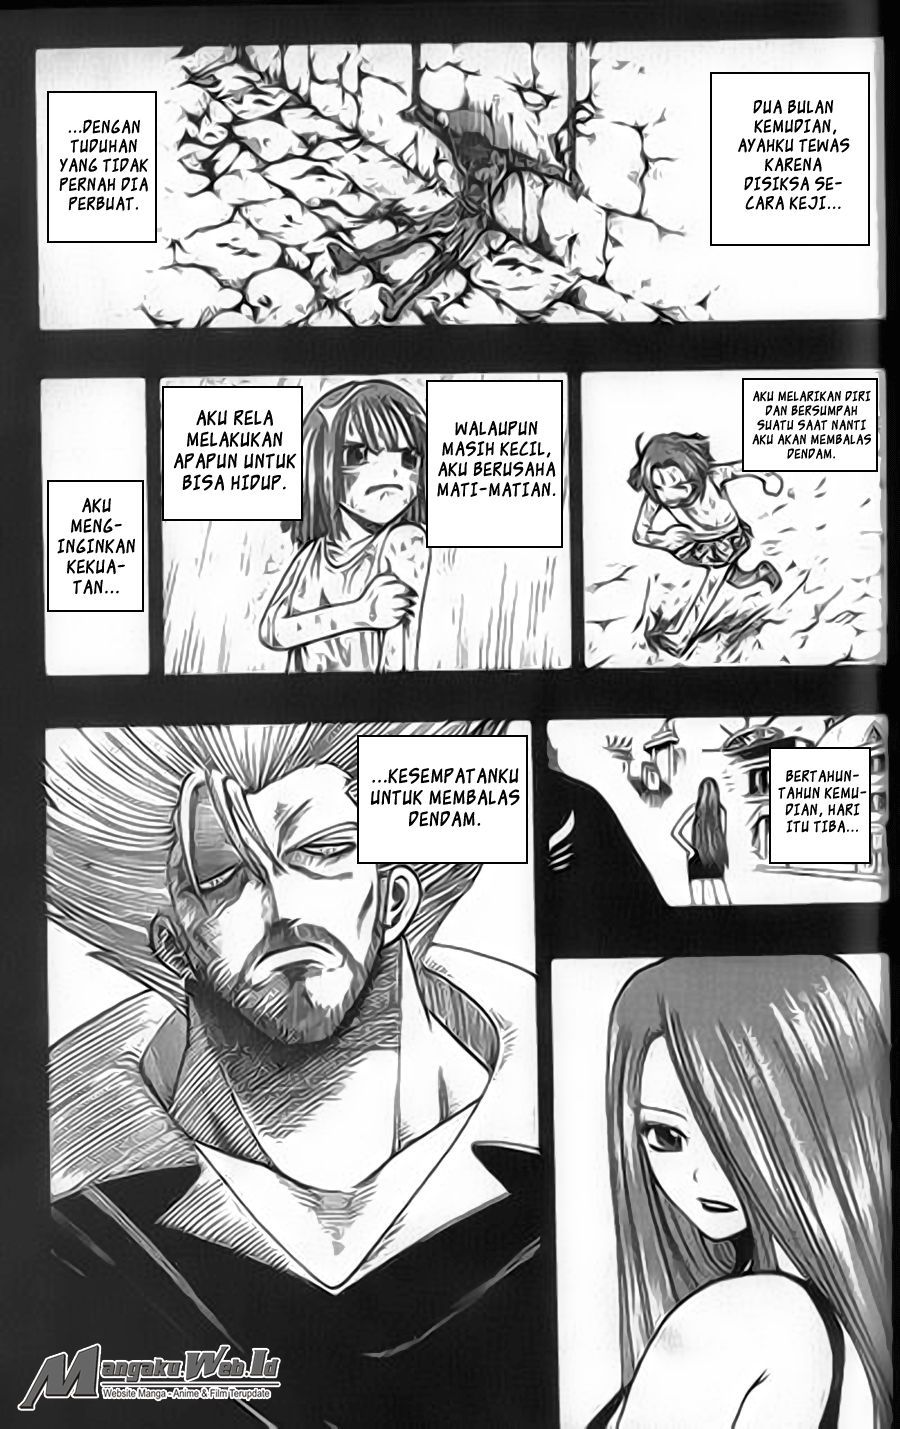 DUA BULAN
KEMUDIAN,
AYAHKU TEWAS
KARENA
DISIKSA SE-
CARA KEJI...
...DENGAN
TUDUHAN
YANG TIDAK
PERNAH DIA
PERBUAT.
AKU MELARIKAN DIRI
DAN BERSUMPAH
SUATU SAAT NANTI
AKU AKAN MEMBALAS
DENDAM.
WALAUPUN
MASIH KECIL,
AKU BERUSAHA
MATI-MATIAN.
AKU RELA
MELAKUKAN
APAPUN UNTUK
BISA HIDUP.
AKU
MENG-
INGINKAN
KEKUA-
TAN...
BERTAHUN-
TAHUN KEMU-
DIAN, HARI
ITU TIBA...
...KESEMPATANKU
UNTUK MEMBALAS
DENDAM.
Mangaku.Web.Id
Website Manga - Anime & Film Terupdate